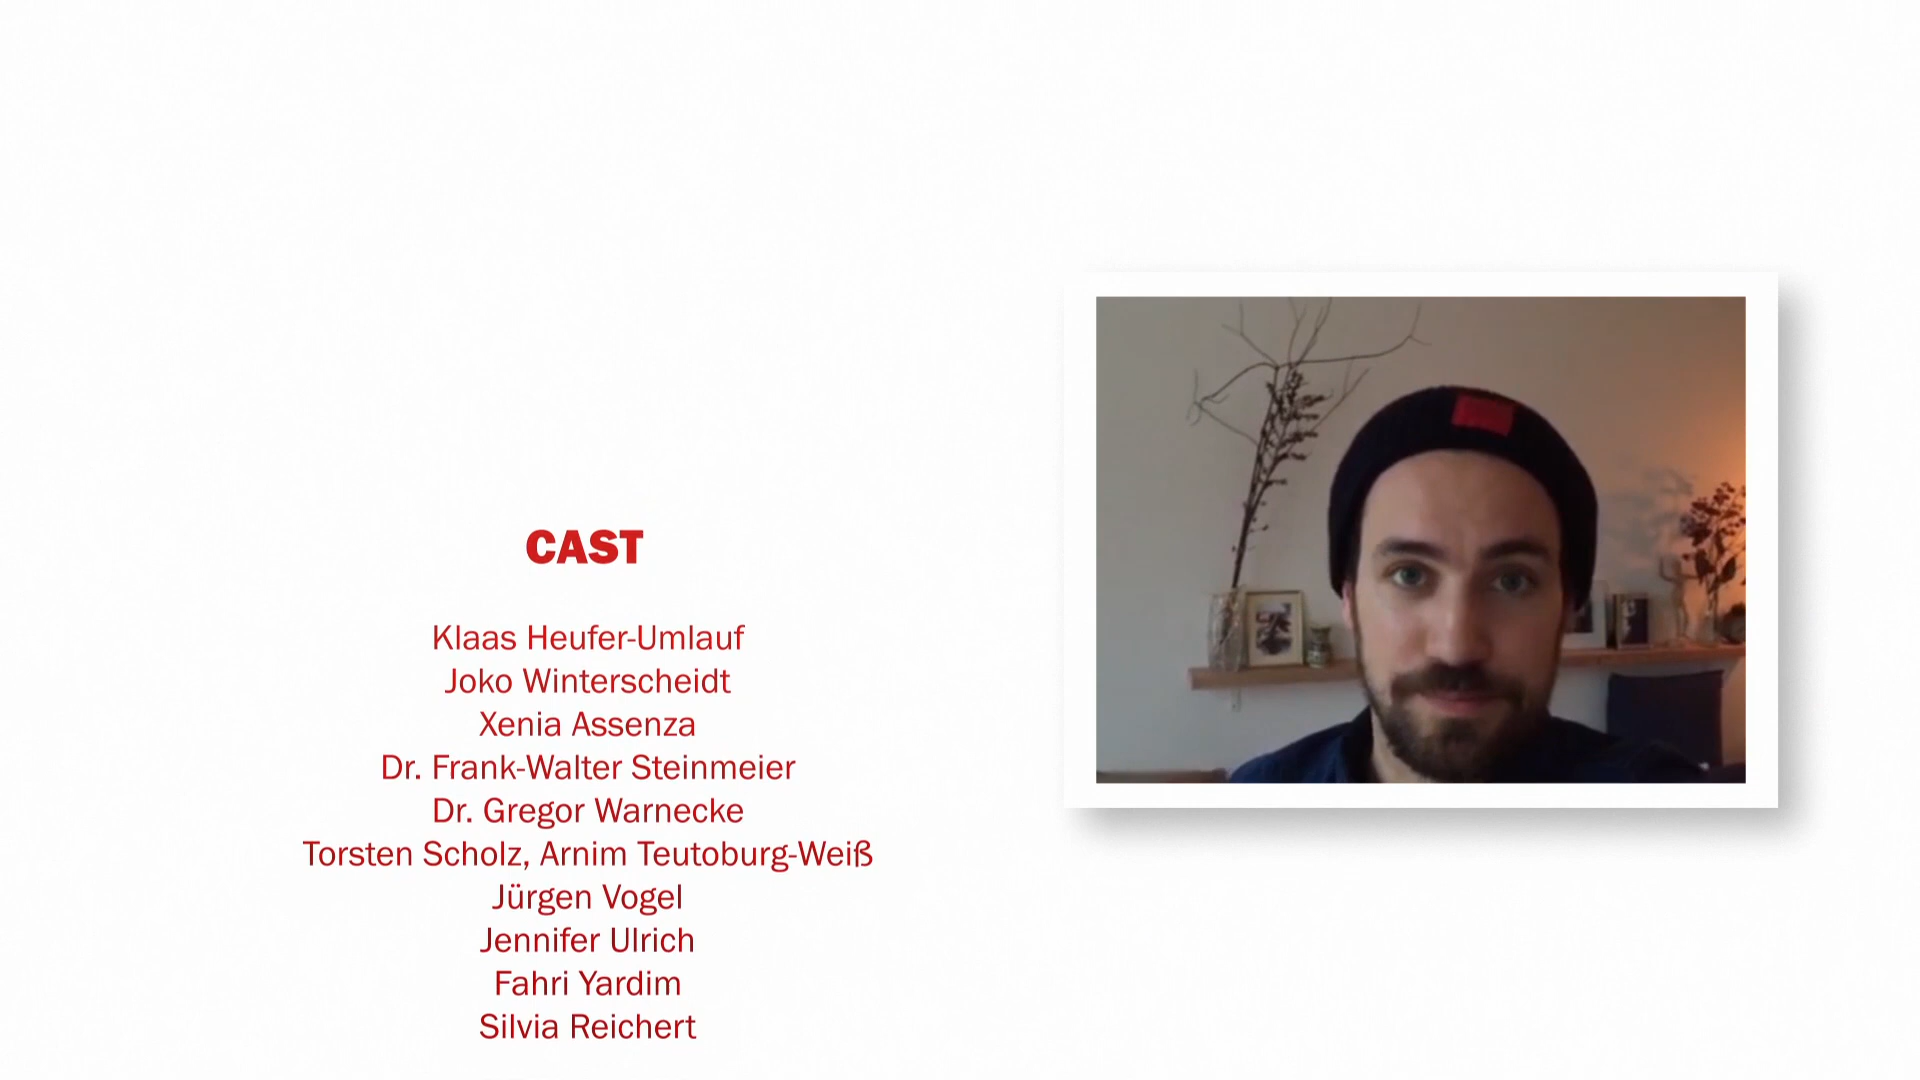 CAST
Klaas Heufer-Umlauf
Joko Winterscheidt
Xenia Assenza
Dr. Frank-Walter Steinmeier
Dr. Gregor Warnecke
Torsten Scholz, Arnim Teutoburg-Weiß
Jürgen Vogel
Jennifer Ulrich
Fahri Yardim
Silvia Reichert